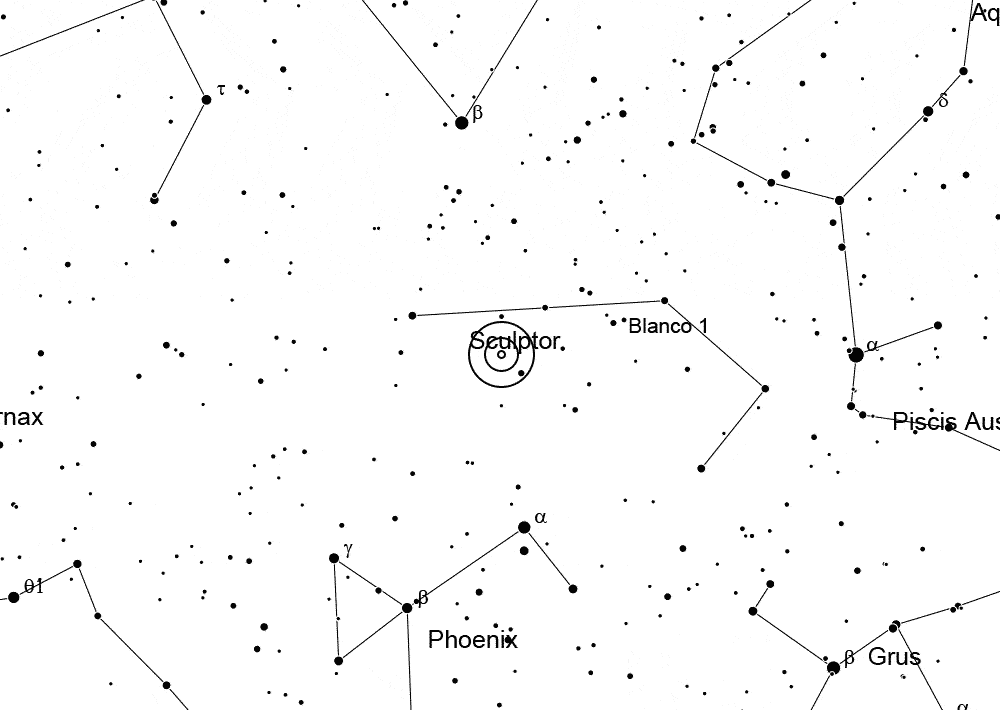 Aq
τ
δ
β
Blanco 1
Sculptor
α
rnax
Piscis Aus
α
γ
θ1
β
Phoenix
β
Grus
α